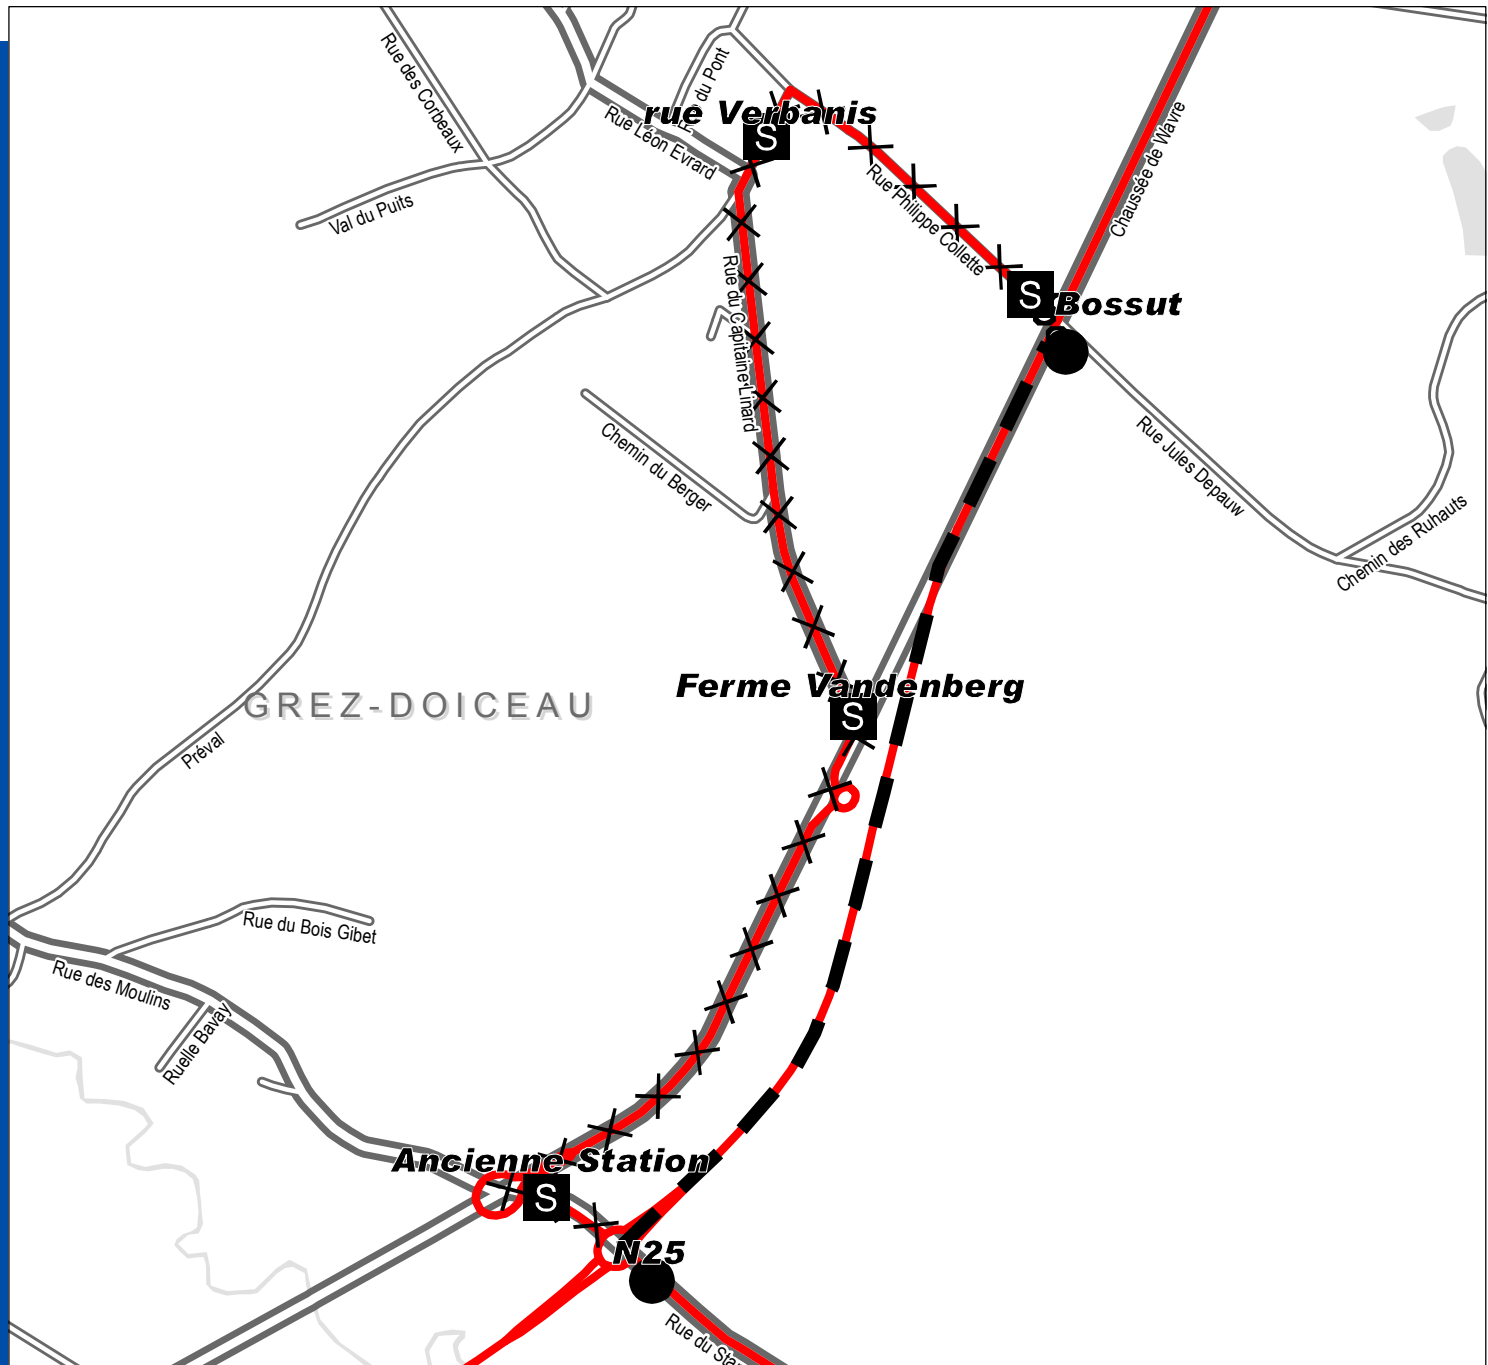 Rue des Corbeaux
Rue du Pont
rue Verbanis
S
Rue Léon Evrard
Chaussée de Wavre
Val du Puits
Rue Philippe Collette
Rue du Capitaine Linard
S
Bossut
Chemin du Berger
Rue Jules Depauw
Chemin des Ruhauts
Ferme Vandenberg
S
GREZ-DOICEAU
Préval
Rue du Bois Gibet
Rue des Moulins
Ruelle Bavay
Ancienne Station
S
N25
Rue du